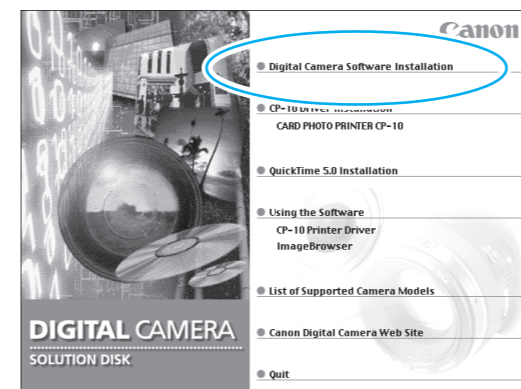 Canon
Digital Camera Software Installation
CP-10 Driver Installation
CARD PHOTO PRINTER CP-10
QuickTime 5.0 Installation
Using the Software
CP-10 Printer Driver
ImageBrowser
List of Supported Camera Models
Canon Digital Camera Web Site
Quit
DIGITAL CAMERA
SOLUTION DISK